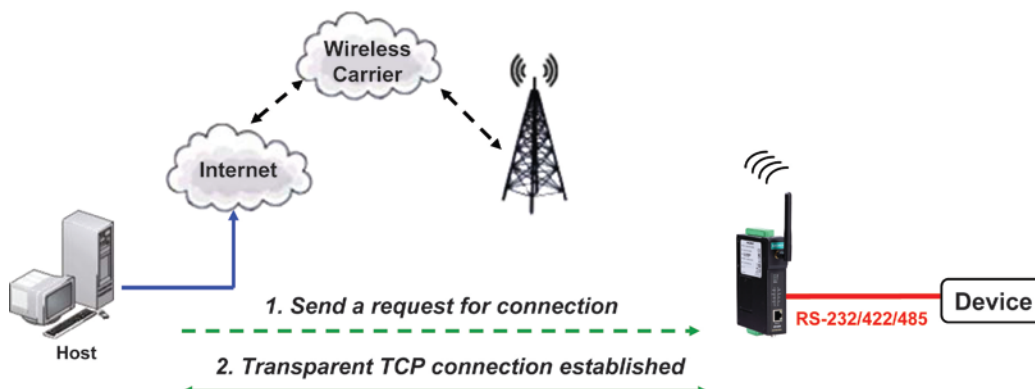 Wireless
Carrier
Internet
Host
1. Send a request for connection
2. Transparent TCP connection established
RS-232/422/485
Device